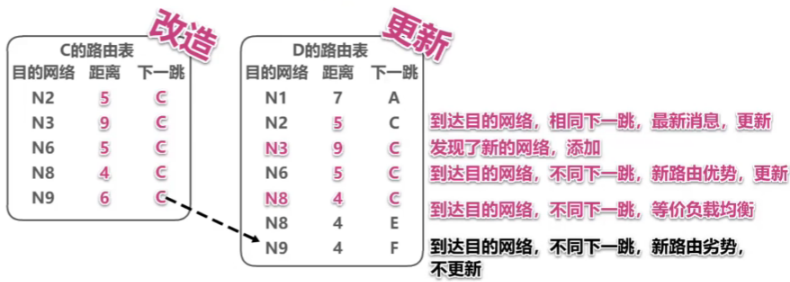 改造
C的路由表
目的网络 距离 下一跳
N2 5 C
N3 9 C
N6 5 C
N8 4 C
N9 6 C
更新
D的路由表
目的网络 距离 下一跳
N1 7 A
N2 5 C 到达目的网络，相同下一跳，最新消息，更新
N3 9 C 发现了新的网络，添加
N6 5 C 到达目的网络，不同下一跳，新路由优势，更新
N8 4 C 到达目的网络，不同下一跳，等价负载均衡
N8 4 E
N9 4 F 到达目的网络，不同下一跳，新路由劣势，
不更新